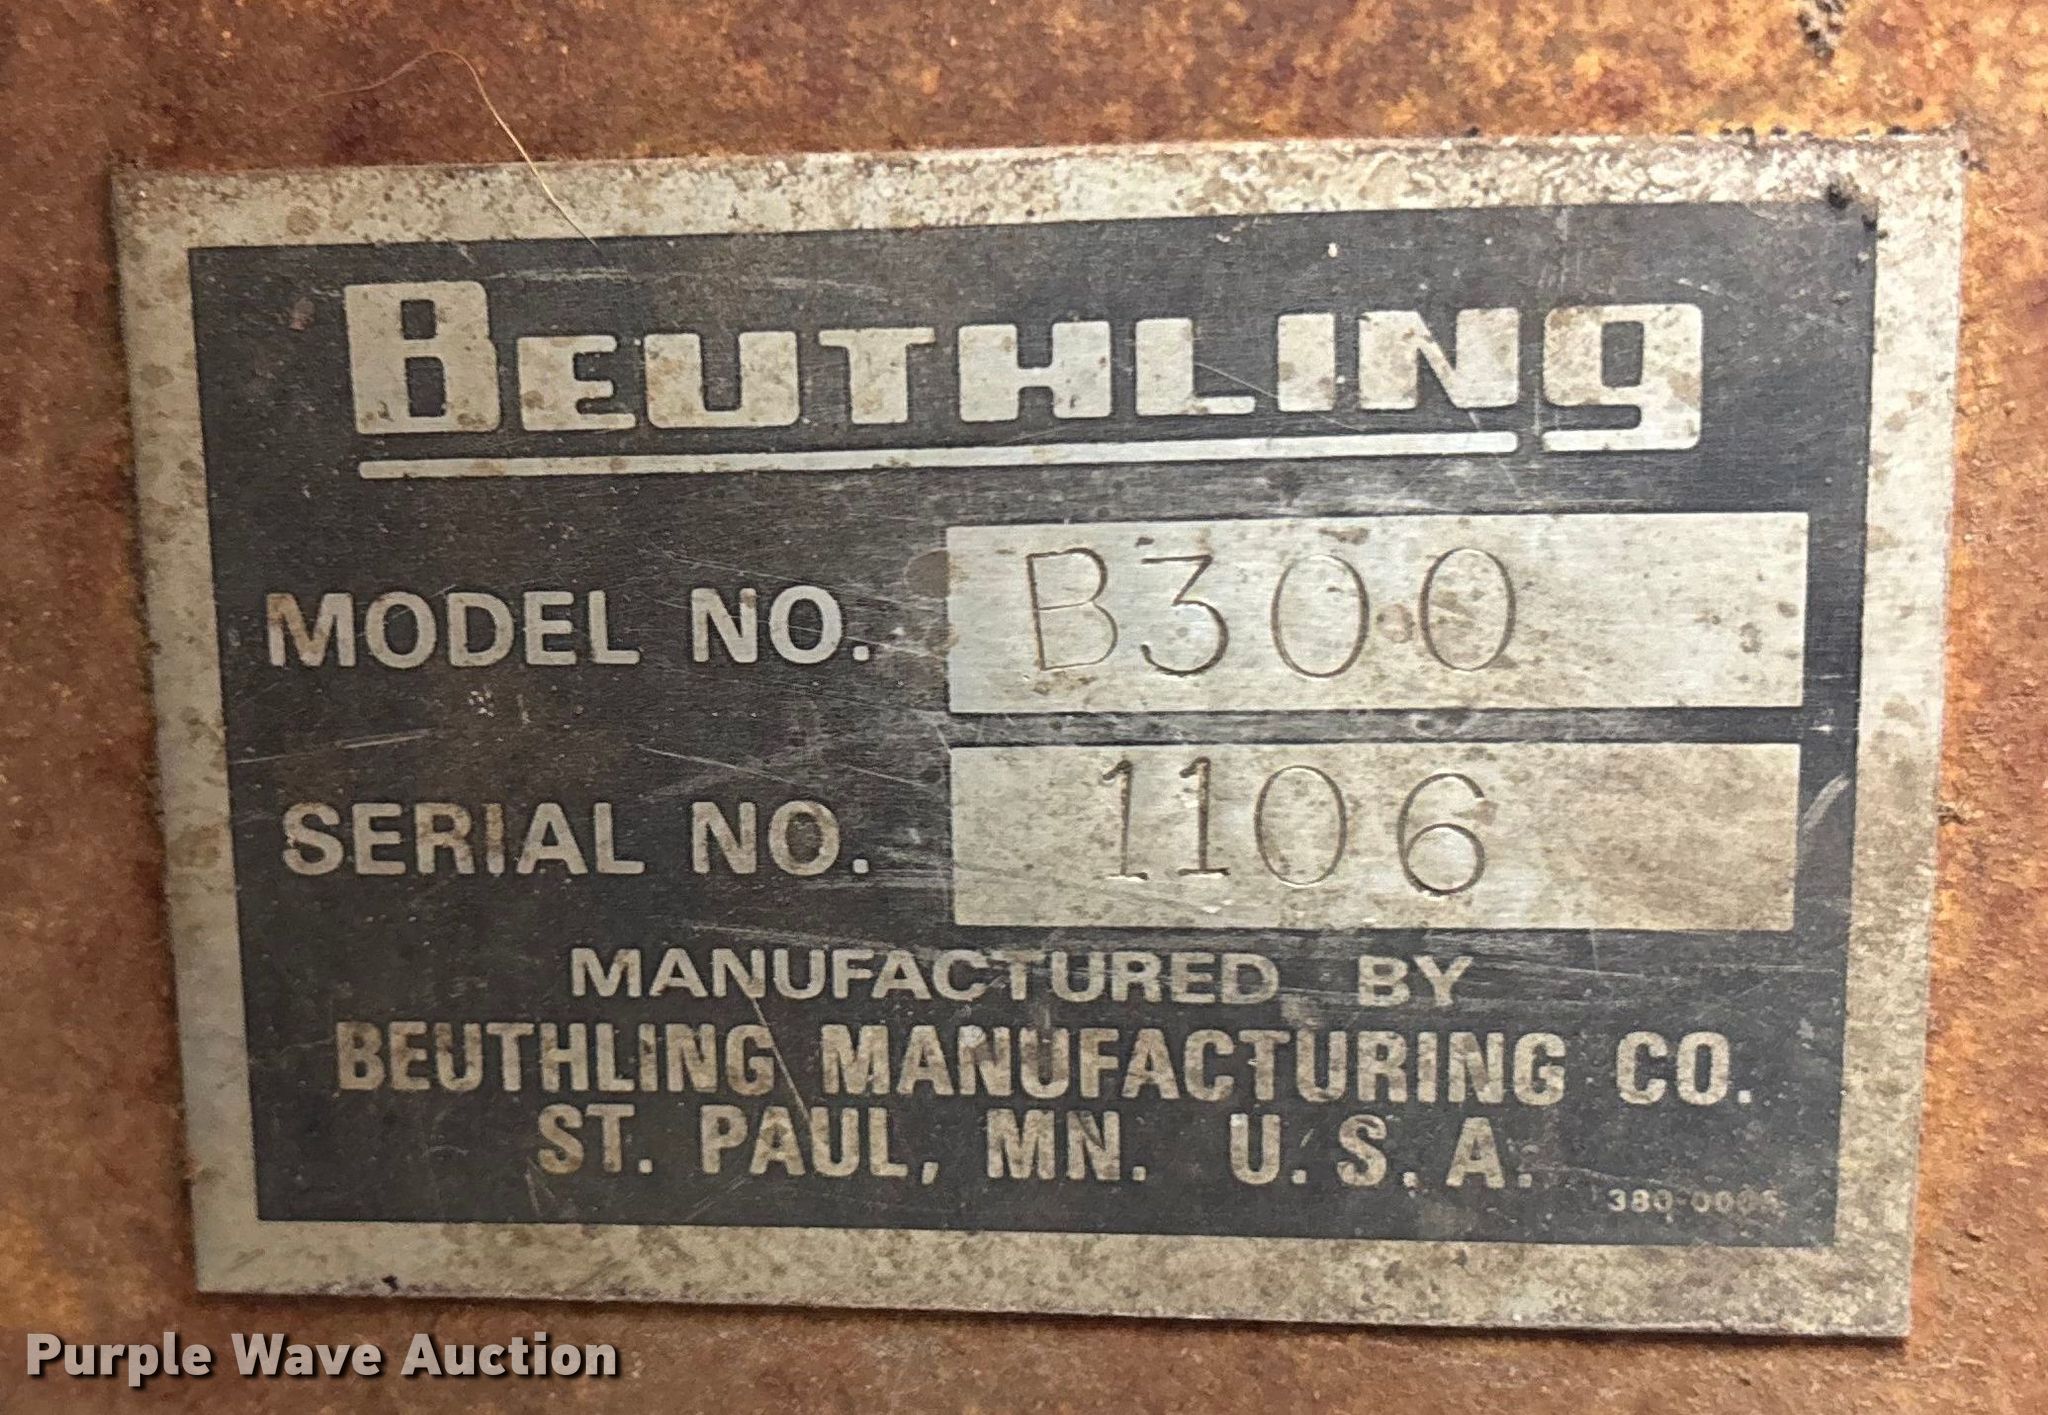 BEUTHLING
MODEL NO. B300
SERIAL NO. 1106
MANUFACTURED BY
BEUTHLING MANUFACTURING CO.
ST. PAUL, MN. U.S.A.
Purple Wave Auction